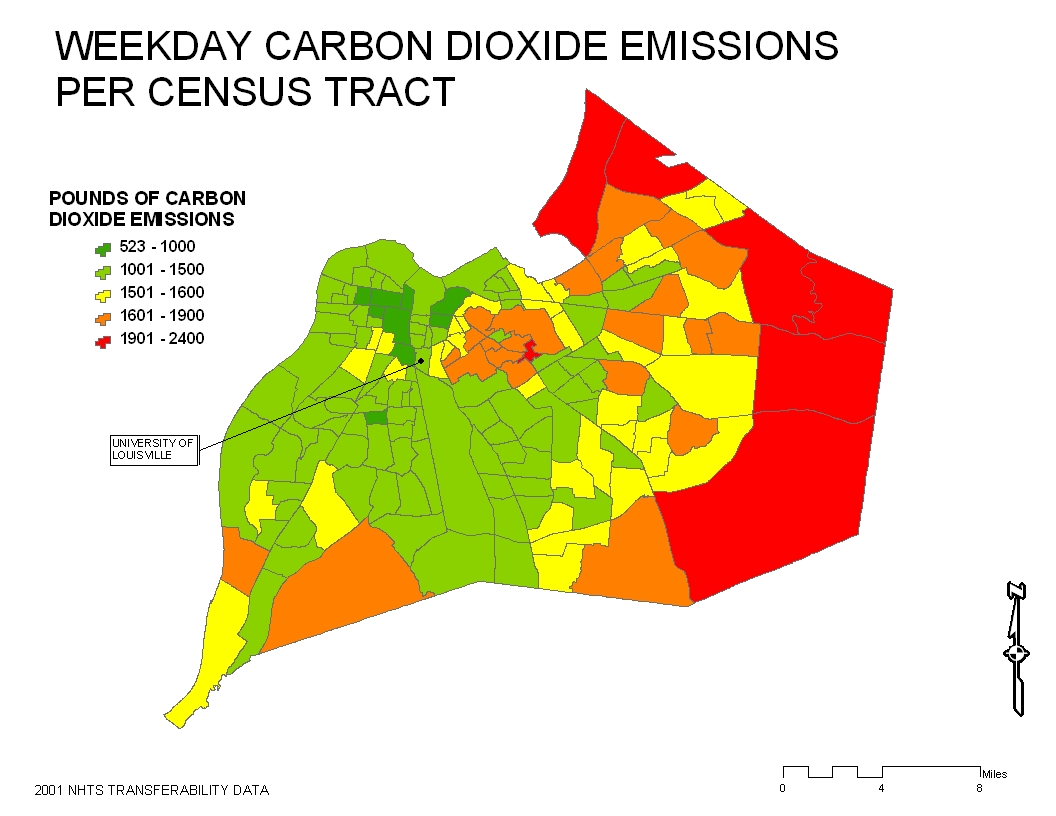 WEEKDAY CARBON DIOXIDE EMISSIONS
PER CENSUS TRACT
POUNDS OF CARBON
DIOXIDE EMISSIONS
523 - 1000
1001 - 1500
1501 - 1600
1601 - 1900
1901 - 2400
UNIVERSITY OF
LOUISVILLE
N
Miles
0 4 8
2001 NHTS TRANSFERABILITY DATA